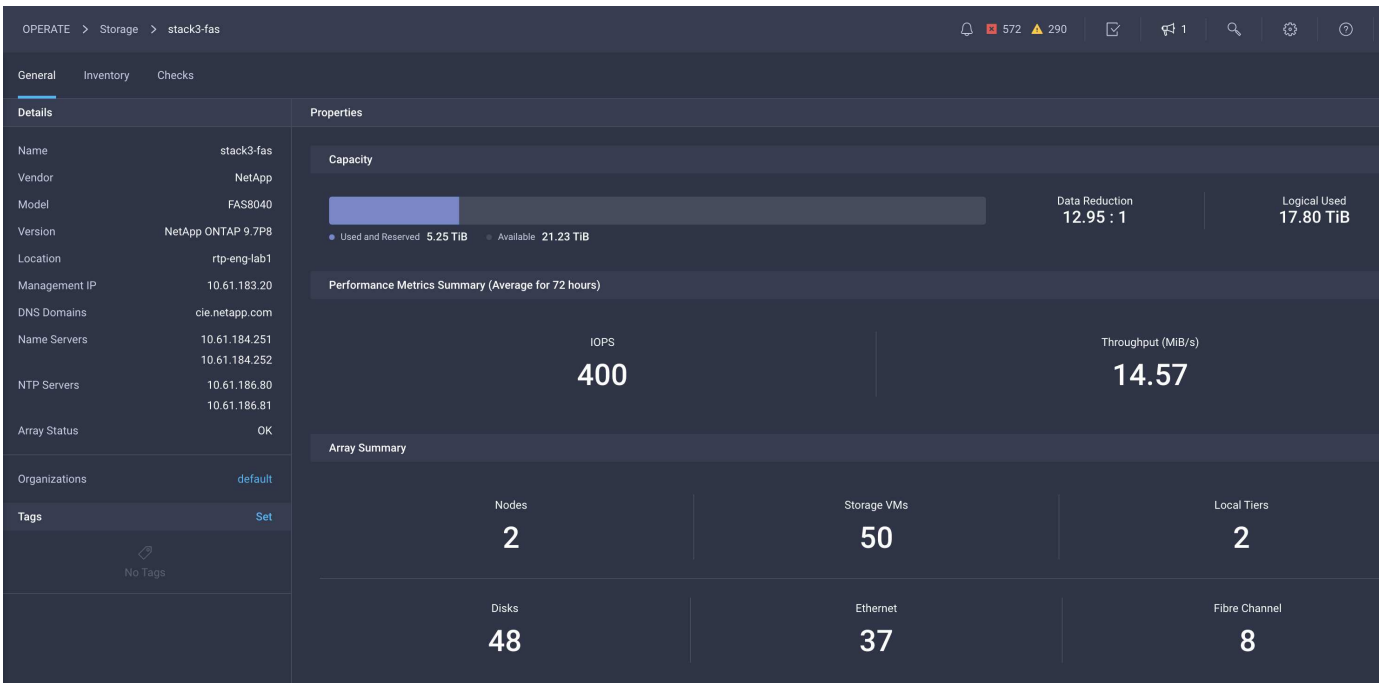 OPERATE > Storage > stack3-fas
572 290 1
General Inventory Checks
Details
Name stack3-fas
Vendor NetApp
Model FAS8040
Version NetApp ONTAP 9.7P8
Location rtp-eng-lab1
Management IP 10.61.183.20
DNS Domains cie.netapp.com
Name Servers 10.61.184.251
10.61.184.252
NTP Servers 10.61.186.80
10.61.186.81
Array Status OK
Organizations default
Tags Set
No Tags
Properties
Capacity
Used and Reserved 5.25 TiB Available 21.23 TiB
Data Reduction
12.95 : 1
Logical Used
17.80 TiB
Performance Metrics Summary (Average for 72 hours)
IOPS
400
Throughput (MiB/s)
14.57
Array Summary
Nodes
2
Storage VMs
50
Local Tiers
2
Disks
48
Ethernet
37
Fibre Channel
8